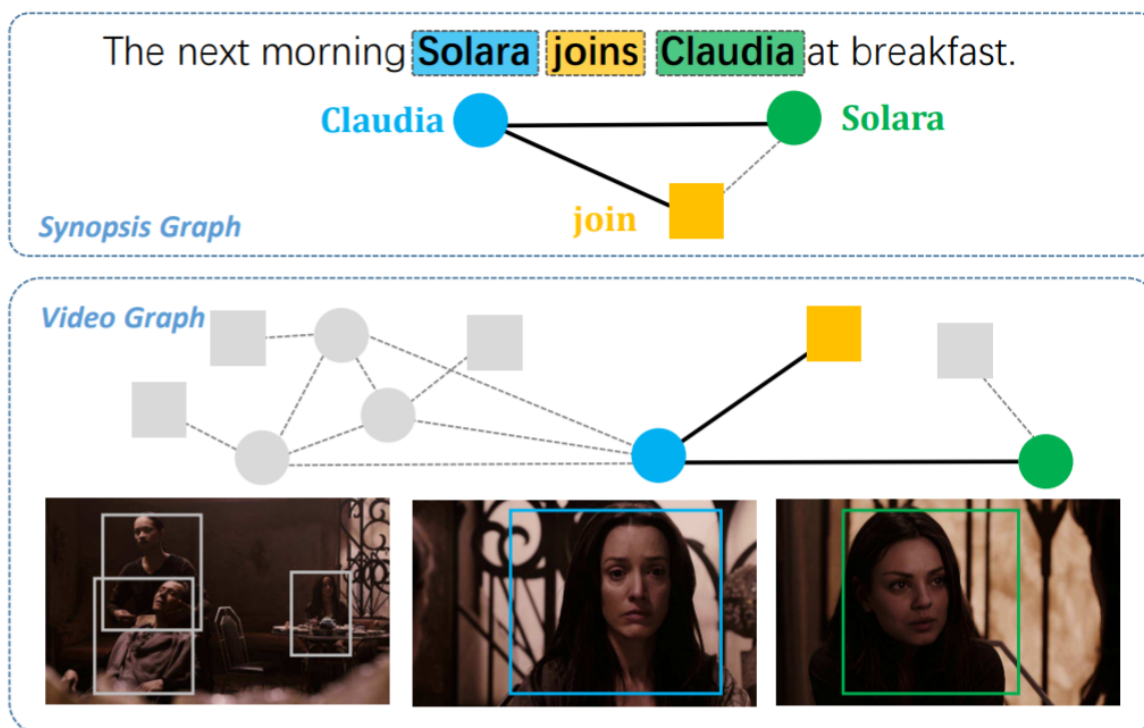 The next morning Solara joins Claudia at breakfast.
Claudia
Solara
join
Synopsis Graph
Video Graph